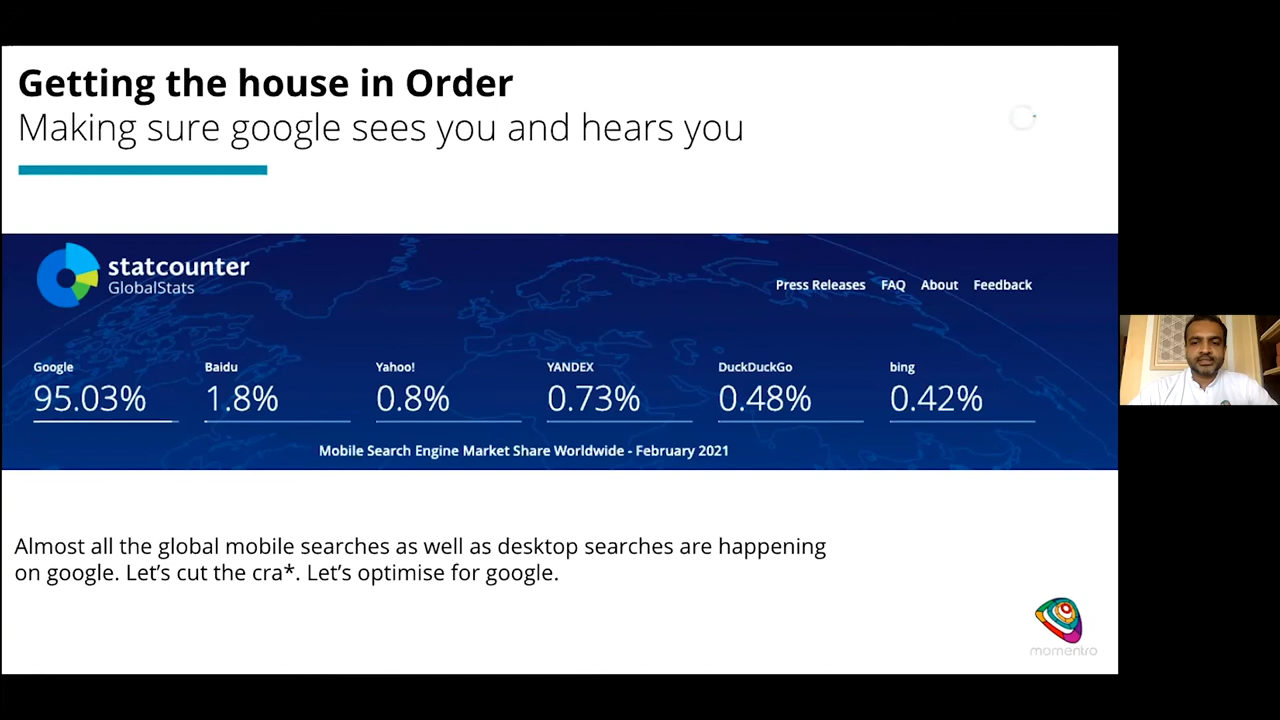 Getting the house in Order
Making sure google sees you and hears you
statcounter
GlobalStats
Press Releases FAQ About Feedback
Google Baidu Yahoo! YANDEX DuckDuckGo bing
95.03% 1.8% 0.8% 0.73% 0.48% 0.42%
Mobile Search Engine Market Share Worldwide - February 2021
Almost all the global mobile searches as well as desktop searches are happening
on google. Let’s cut the cra*. Let’s optimise for google.
momentro